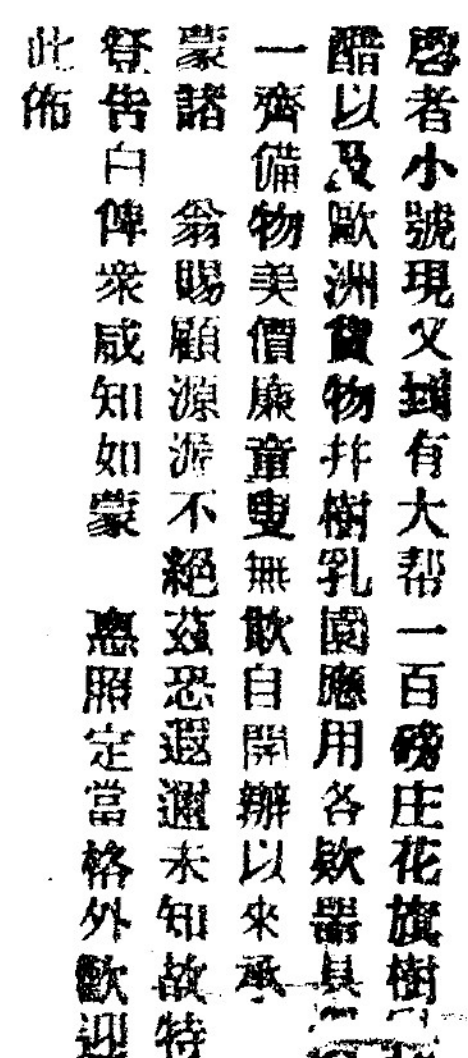 啓者小號現又到有大帮一百磅庄花旗樹
醋以及歐洲貨物并樹乳園應用各欵器具
一齊備物美價廉童叟無欺自開辦以來承
蒙諸 翁賜顧源源不絕茲恐遐邇未知故特
登告白俾衆咸知如蒙 惠照定當格外歡迎
此佈